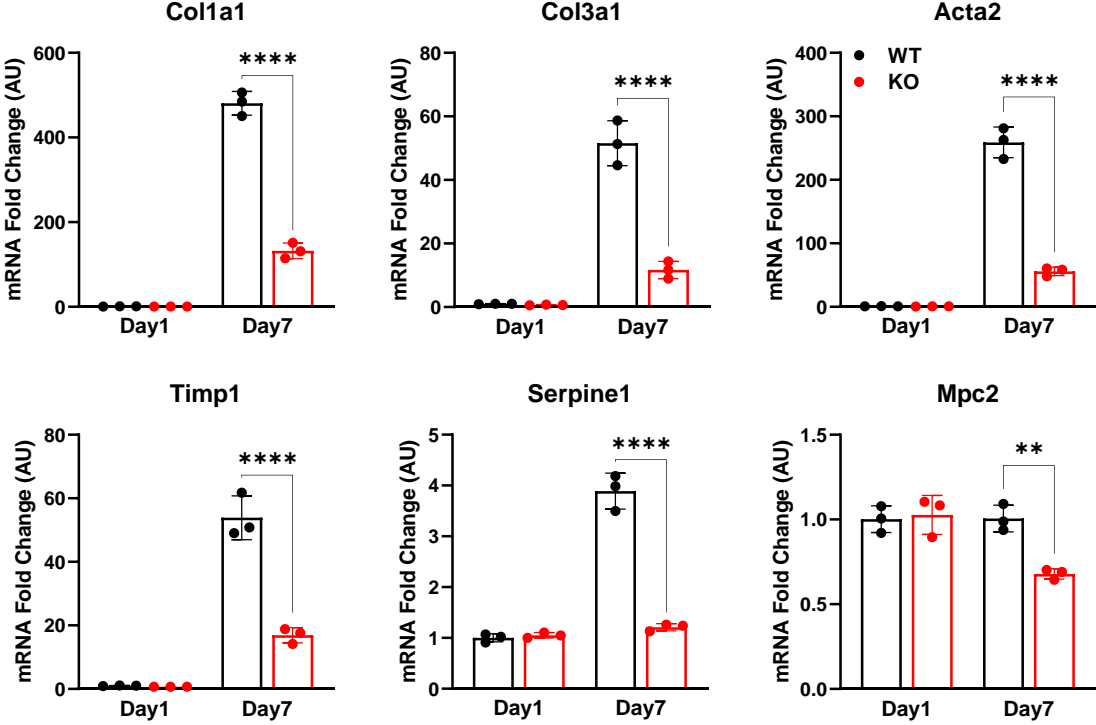 Col1a1
mRNA Fold Change (AU)
600
400
200
0
****
Day1
Day7
Col3a1
mRNA Fold Change (AU)
80
60
40
20
0
****
Day1
Day7
Acta2
mRNA Fold Change (AU)
400
300
200
100
0
WT
KO
****
Day1
Day7
Timp1
mRNA Fold Change (AU)
80
60
40
20
0
****
Day1
Day7
Serpine1
mRNA Fold Change (AU)
5
4
3
2
1
0
****
Day1
Day7
Mpc2
mRNA Fold Change (AU)
1.5
1.0
0.5
0.0
**
Day1
Day7